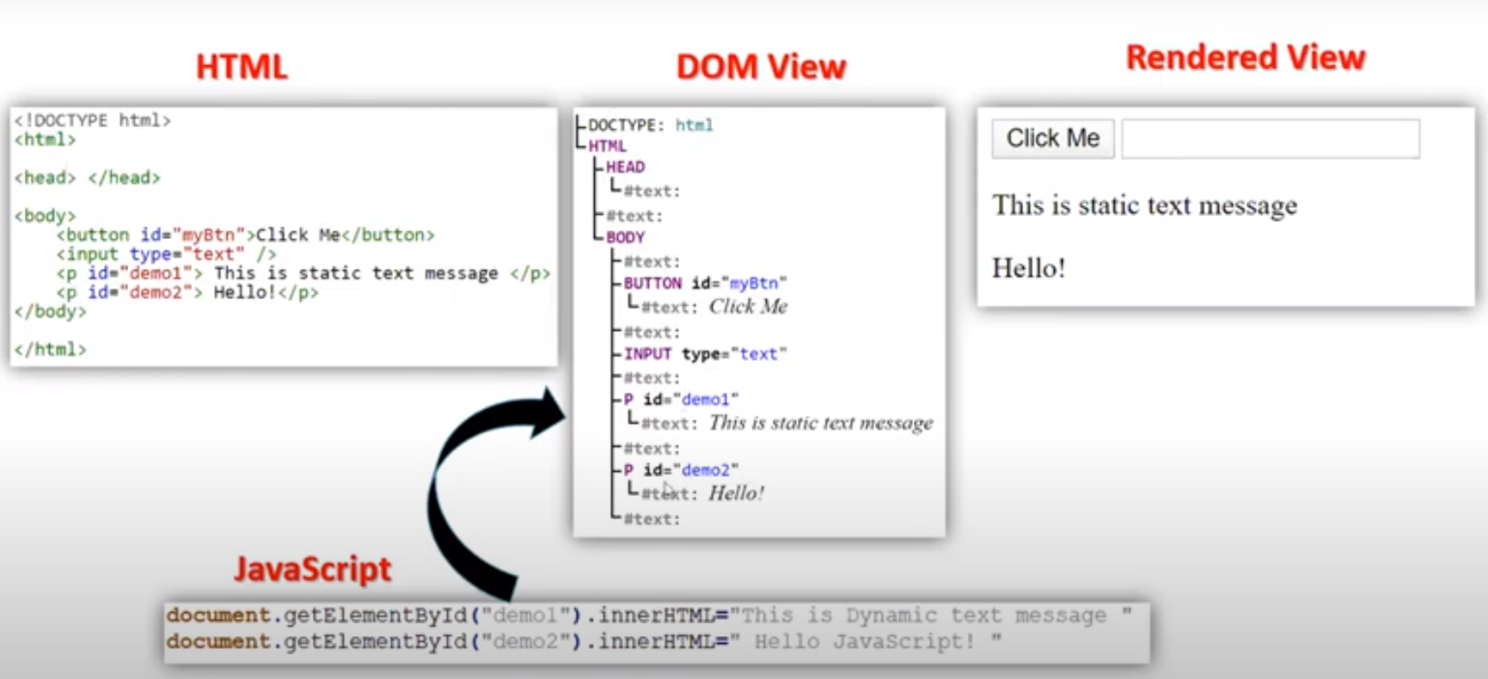 HTML
<!DOCTYPE html>
<html>
<head> </head>
<body>
<button id="myBtn">Click Me</button>
<input type="text" />
<p id="demo1"> This is static text message </p>
<p id="demo2"> Hello!</p>
</body>
</html>
DOM View
DOCTYPE: html
HTML
HEAD
#text:
#text:
BODY
#text:
BUTTON id="myBtn"
#text: Click Me
#text:
INPUT type="text"
#text:
P id="demo1"
#text: This is static text message
#text:
P id="demo2"
#text: Hello!
#text:
Rendered View
Click Me
This is static text message
Hello!
JavaScript
document.getElementById("demo1").innerHTML="This is Dynamic text message "
document.getElementById("demo2").innerHTML=" Hello JavaScript! "